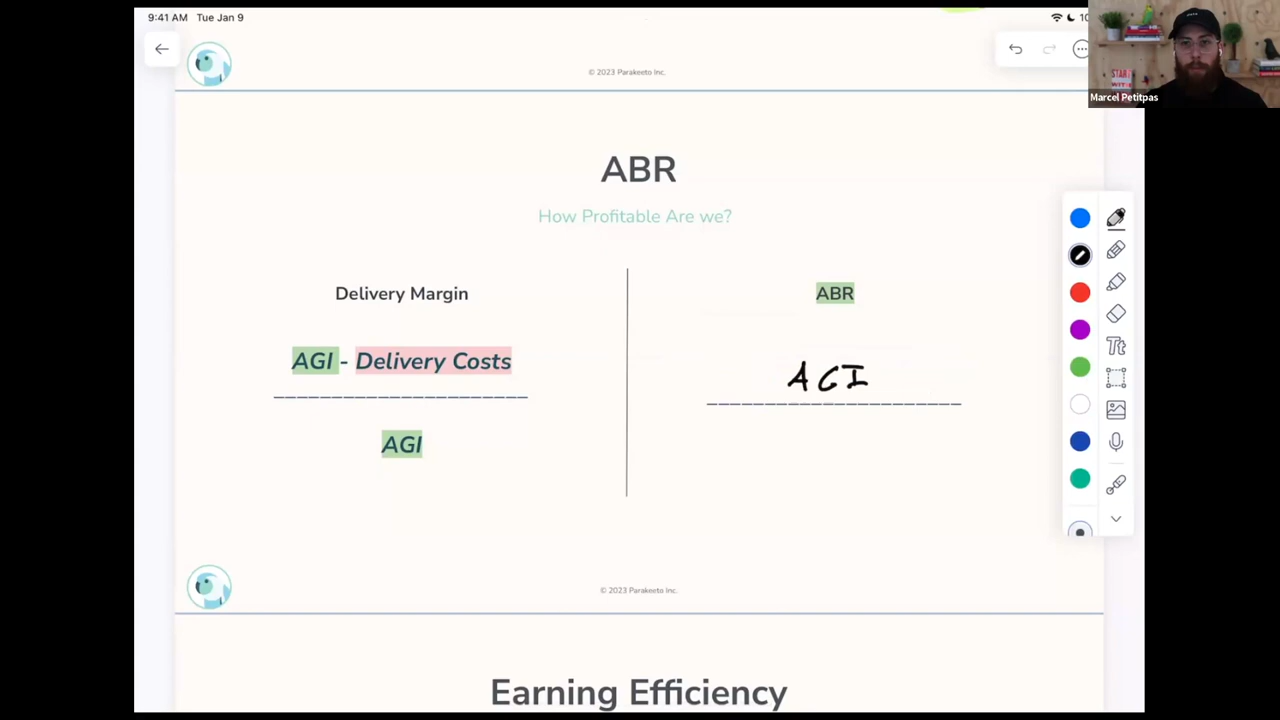 9:41 AM Tue Jan 9
© 2023 Parakeeto Inc.
Marcel Petitpas
ABR
How Profitable Are we?
Delivery Margin
AGI - Delivery Costs
AGI
ABR
AGI
© 2023 Parakeeto Inc.
Earning Efficiency
Tt